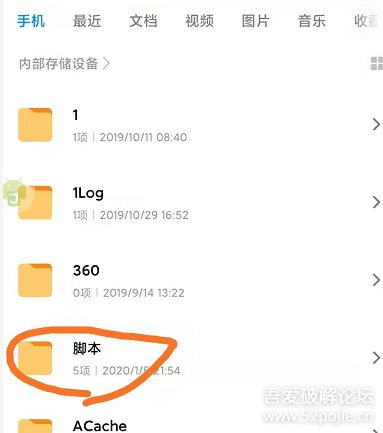 手机 最近 文档 视频 图片 音乐 收藏
内部存储设备
1
1项 | 2019/10/11 08:40
1Log
1项 | 2019/10/29 16:52
360
0项 | 2019/9/14 13:22
脚本
5项 | 2020/1/5 21:54
ACache
吾爱破解论坛
www.52pojie.cn